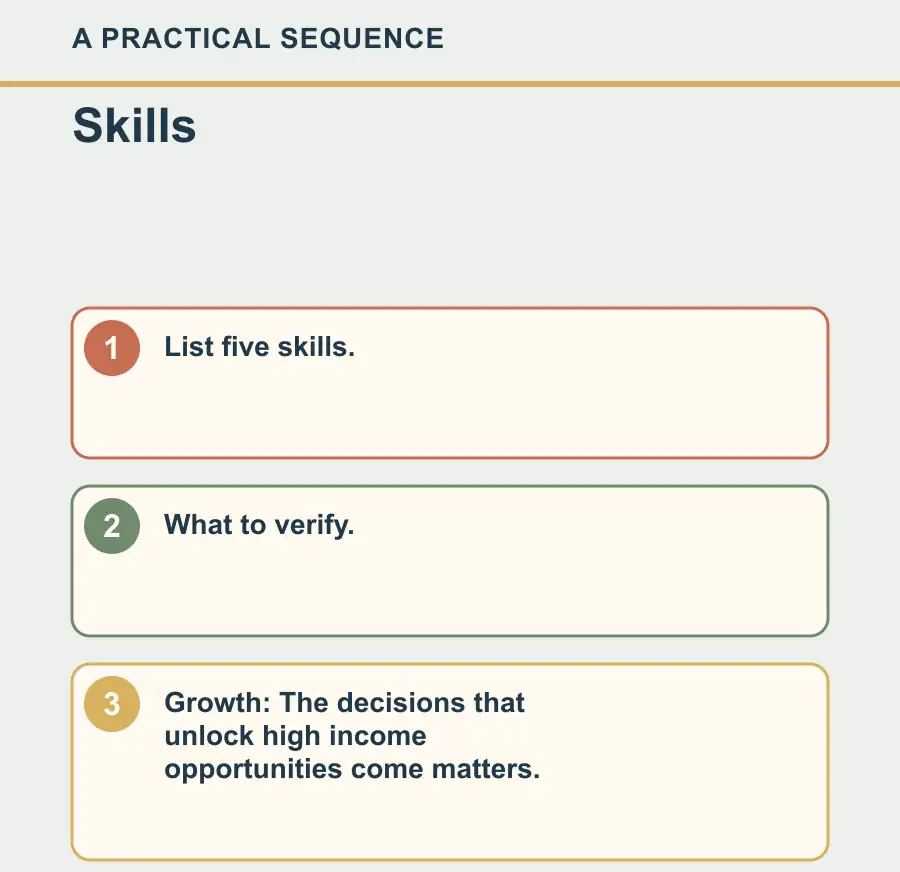 A PRACTICAL SEQUENCE
Skills
1
List five skills.
2
What to verify.
3
Growth: The decisions that
unlock high income
opportunities come matters.